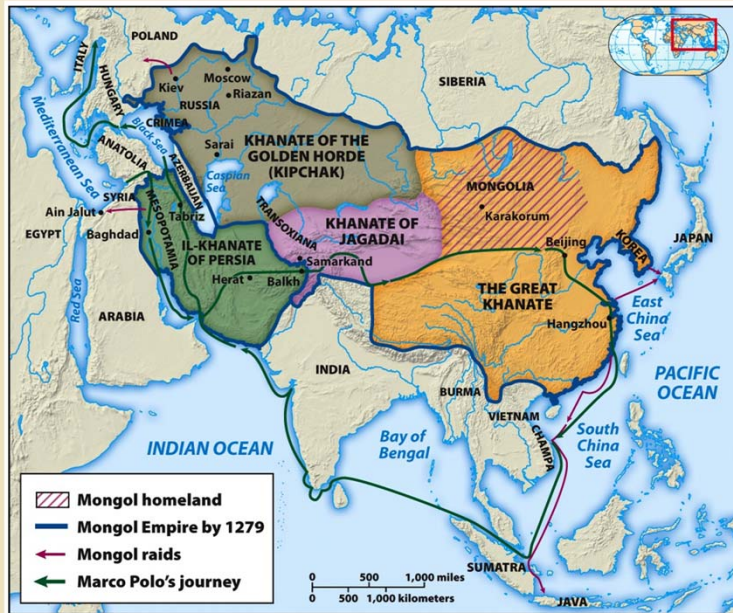 POLAND
ITALY
HUNGARY
Moscow
Kiev
Riazan
RUSSIA
SIBERIA
CRIMEA
Black Sea
Mediterranean Sea
ANATOLIA
Sarai
KHANATE OF THE
GOLDEN HORDE
(KIPCHAK)
Caspian
Sea
AZERBAIJAN
MONGOLIA
Karakorum
SYRIA
Ain Jalut
MESOPOTAMIA
Tabriz
Baghdad
EGYPT
IL-KHANATE
OF PERSIA
Herat
Balkh
TRANSOXIANA
Samarkand
KHANATE OF
JAGADAI
Beijing
KOREA
JAPAN
THE GREAT
KHANATE
Hangzhou
East
China
Sea
Red Sea
ARABIA
INDIA
BURMA
VIETNAM
CHAMPA
South
China
Sea
PACIFIC
OCEAN
INDIAN OCEAN
Bay of
Bengal
SUMATRA
JAVA
Mongol homeland
Mongol Empire by 1279
Mongol raids
Marco Polo's journey
0 500 1,000 miles
0 500 1,000 kilometers